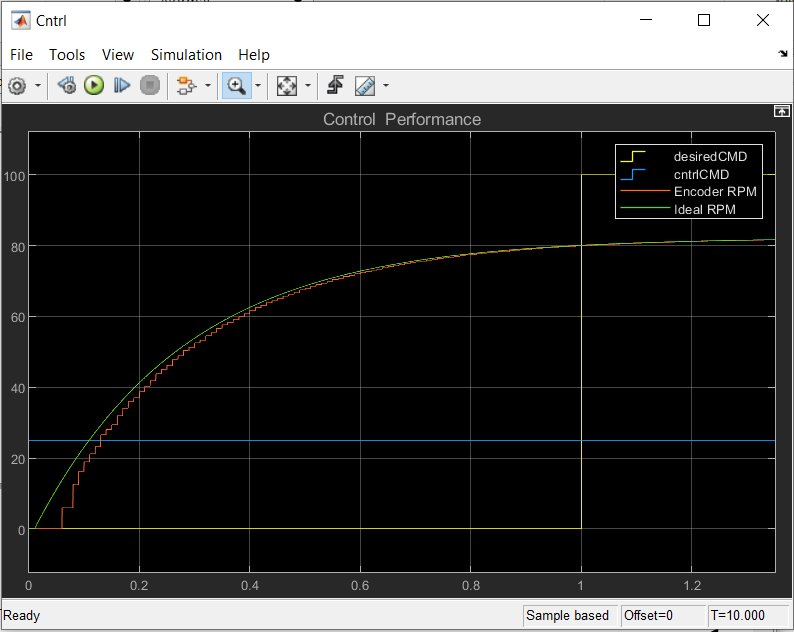 Cntrl
File Tools View Simulation Help
Control Performance
desiredCMD
cntrlCMD
Encoder RPM
Ideal RPM
100
80
60
40
20
0
0 0.2 0.4 0.6 0.8 1 1.2
Ready Sample based Offset=0 T=10.000